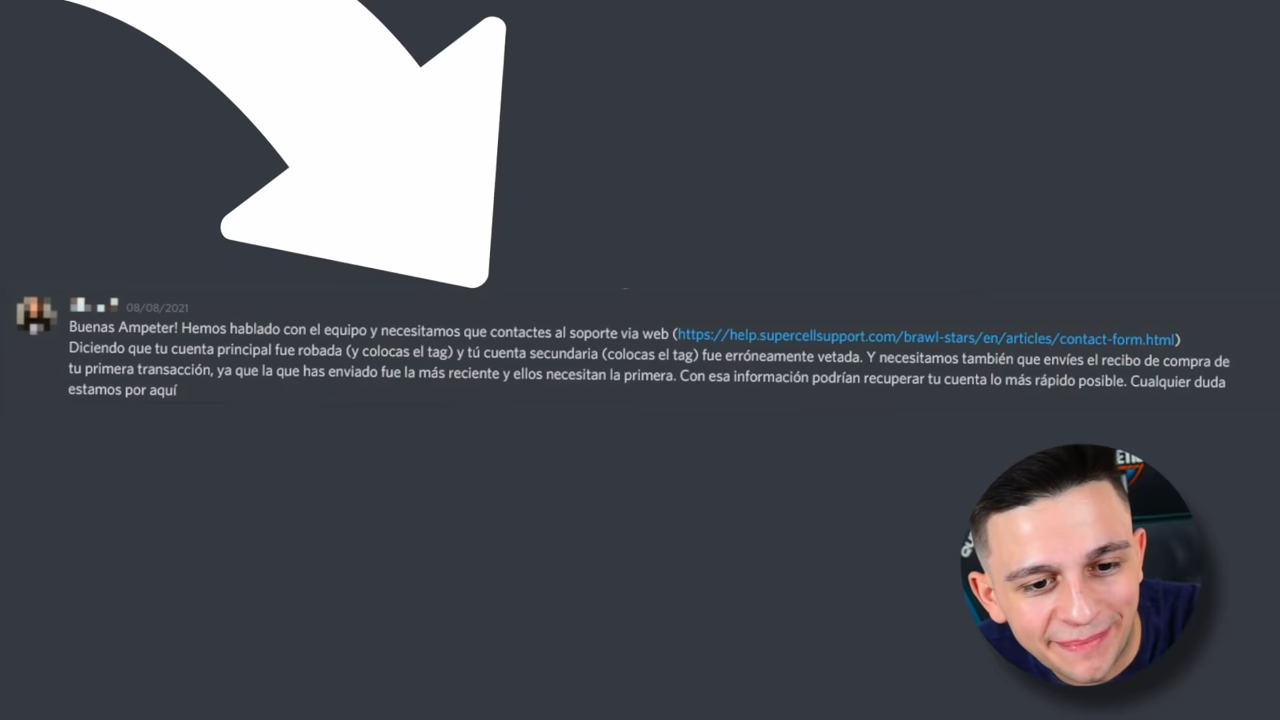 08/08/2021
Buenas Ampeter! Hemos hablado con el equipo y necesitamos que contactes al soporte via web (https://help.supercellsupport.com/brawl-stars/en/articles/contact-form.html)
Diciendo que tu cuenta principal fue robada (y colocas el tag) y tú cuenta secundaria (colocas el tag) fue erróneamente vetada. Y necesitamos también que envíes el recibo de compra de
tu primera transacción, ya que la que has enviado fue la más reciente y ellos necesitan la primera. Con esa información podrían recuperar tu cuenta lo más rápido posible. Cualquier duda
estamos por aquí